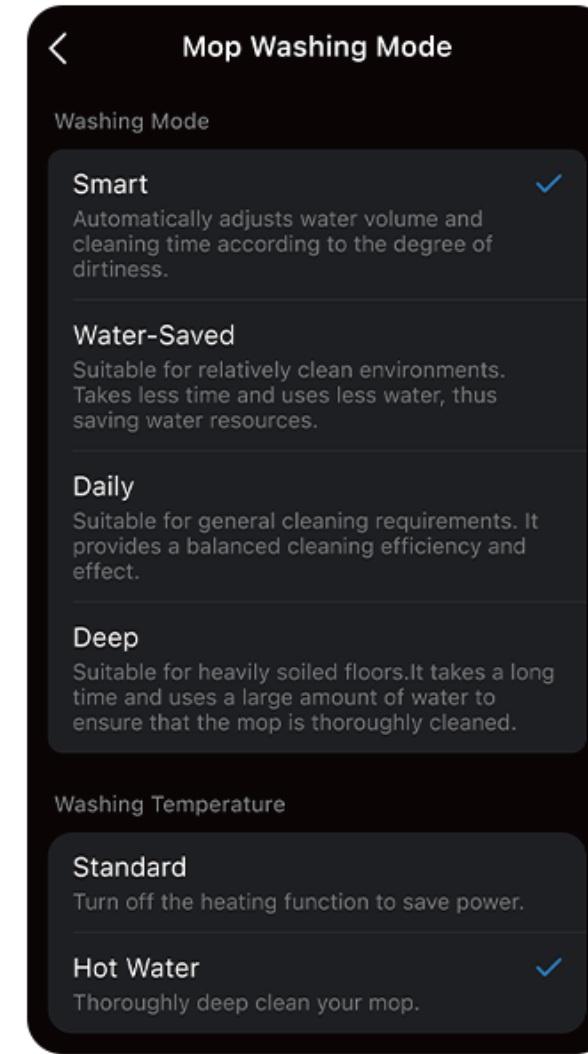 Mop Washing Mode
Washing Mode
Smart
Automatically adjusts water volume and
cleaning time according to the degree of
dirtiness.
Water-Saved
Suitable for relatively clean environments.
Takes less time and uses less water, thus
saving water resources.
Daily
Suitable for general cleaning requirements. It
provides a balanced cleaning efficiency and
effect.
Deep
Suitable for heavily soiled floors.It takes a long
time and uses a large amount of water to
ensure that the mop is thoroughly cleaned.
Washing Temperature
Standard
Turn off the heating function to save power.
Hot Water
Thoroughly deep clean your mop.